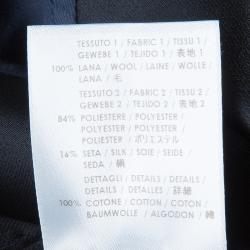 TESSUTO 1 / FABRIC 1 / TISSU 1 /
GEWEBE 1 / TEJIDO 1 / 表地 1
100% LANA / WOOL / LAINE / WOLLE
/ LANA / 毛
TESSUTO 2 / FABRIC 2 / TISSU 2 /
GEWEBE 2 / TEJIDO 2 / 表地 2
84% POLIESTERE / POLYESTER /
POLYESTER / POLYESTER /
POLIESTER / ポリエステル
16% SETA / SILK / SOIE / SEIDE /
SEDA / 絹
DETTAGLI / DETAILS / DETAILS
/ DETAILS / DETALLES / 詳細
100% COTONE / COTTON / COTON /
BAUMWOLLE / ALGODON / 綿